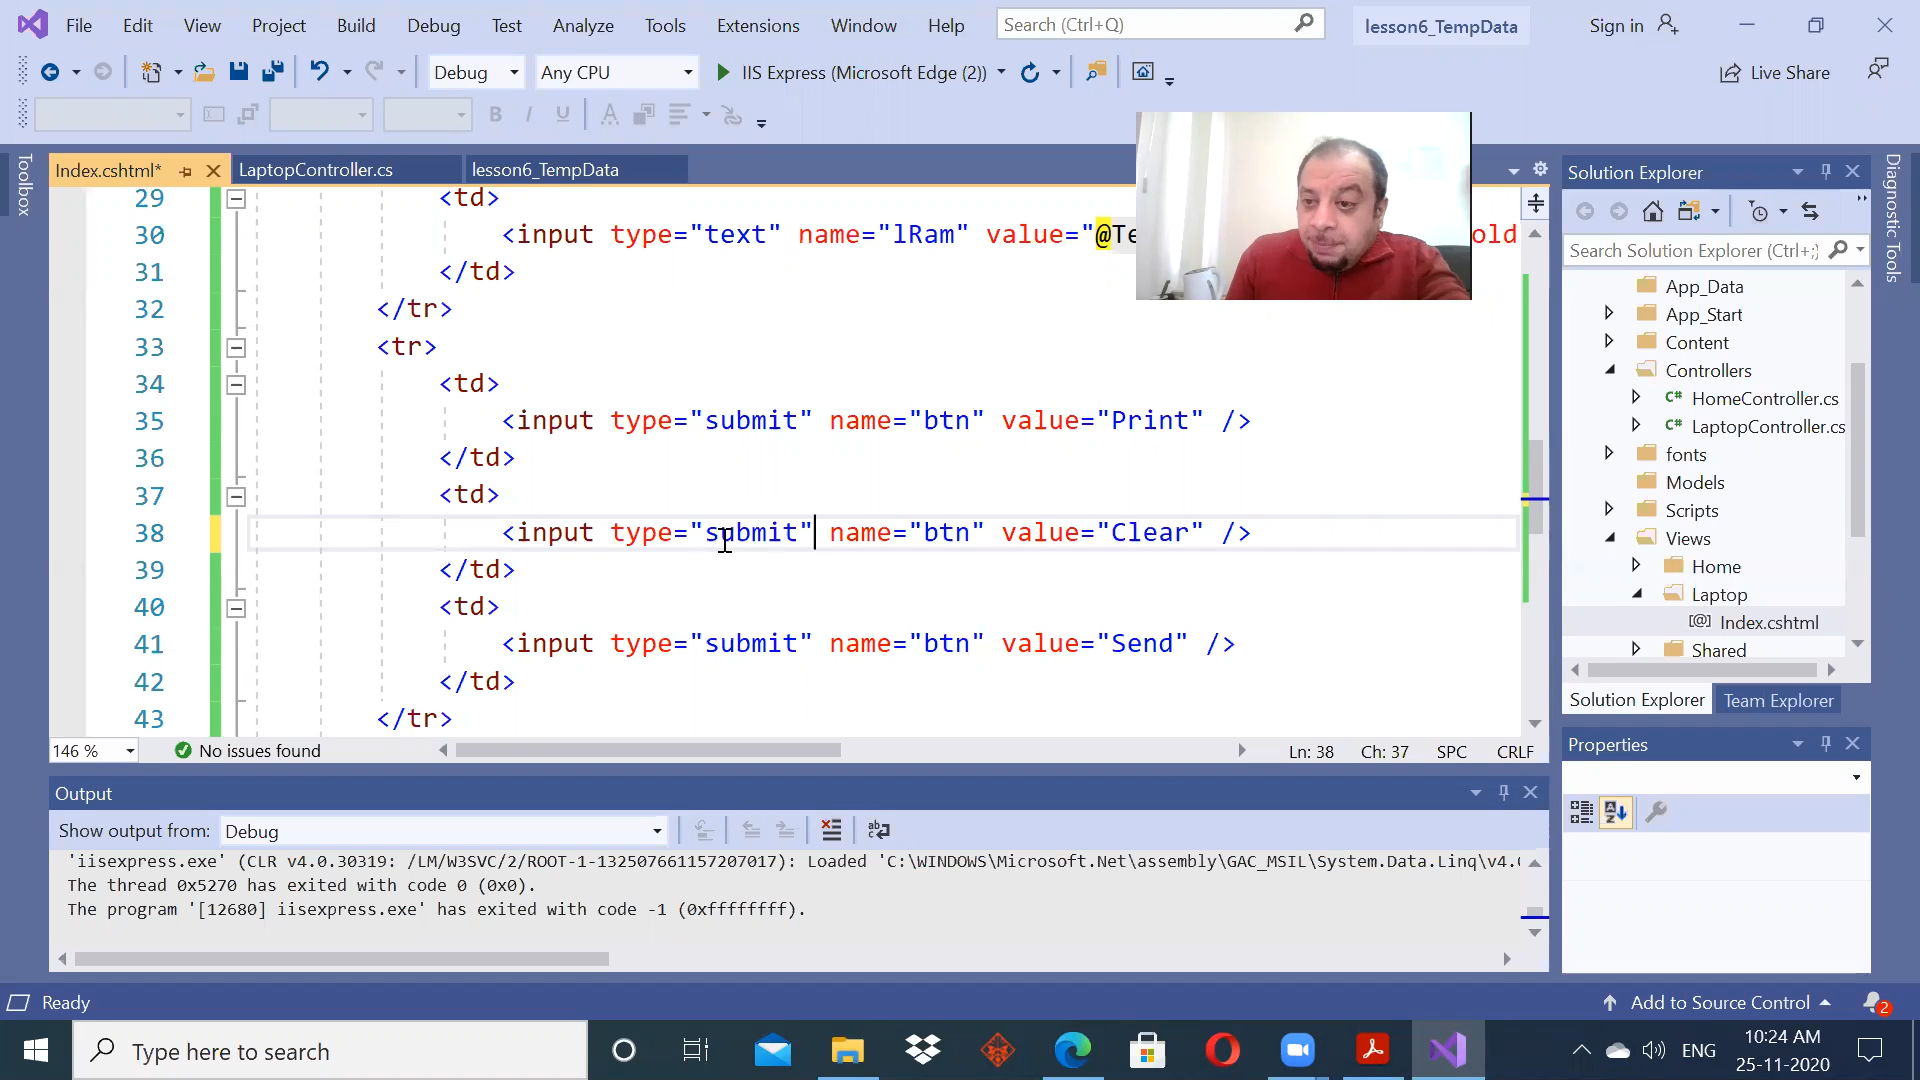 File Edit View Project Build Debug Test Analyze Tools Extensions Window Help Search (Ctrl+Q) lesson6_TempData Sign in
Debug Any CPU IIS Express (Microsoft Edge (2)) Live Share
B I U A
Toolbox
Index.cshtml* LaptopController.cs lesson6_TempData
29 <td>
30 <input type="text" name="lRam" value="@Te old
31 </td>
32 </tr>
33 <tr>
34 <td>
35 <input type="submit" name="btn" value="Print" />
36 </td>
37 <td>
38 <input type="submit" name="btn" value="Clear" />
39 </td>
40 <td>
41 <input type="submit" name="btn" value="Send" />
42 </td>
43 </tr>
146 % No issues found Ln: 38 Ch: 37 SPC CRLF
Output
Show output from: Debug
'iisexpress.exe' (CLR v4.0.30319: /LM/W3SVC/2/ROOT-1-132507661157207017): Loaded 'C:\WINDOWS\Microsoft.Net\assembly\GAC_MSIL\System.Data.Linq\v4.
The thread 0x5270 has exited with code 0 (0x0).
The program '[12680] iisexpress.exe' has exited with code -1 (0xffffffff).
Solution Explorer
Search Solution Explorer (Ctrl+;)
App_Data
App_Start
Content
Controllers
C# HomeController.cs
C# LaptopController.cs
fonts
Models
Scripts
Views
Home
Laptop
[@] Index.cshtml
Shared
Solution Explorer Team Explorer
Properties
Diagnostic Tools
Ready Add to Source Control 2
Type here to search ENG 10:24 AM
25-11-2020